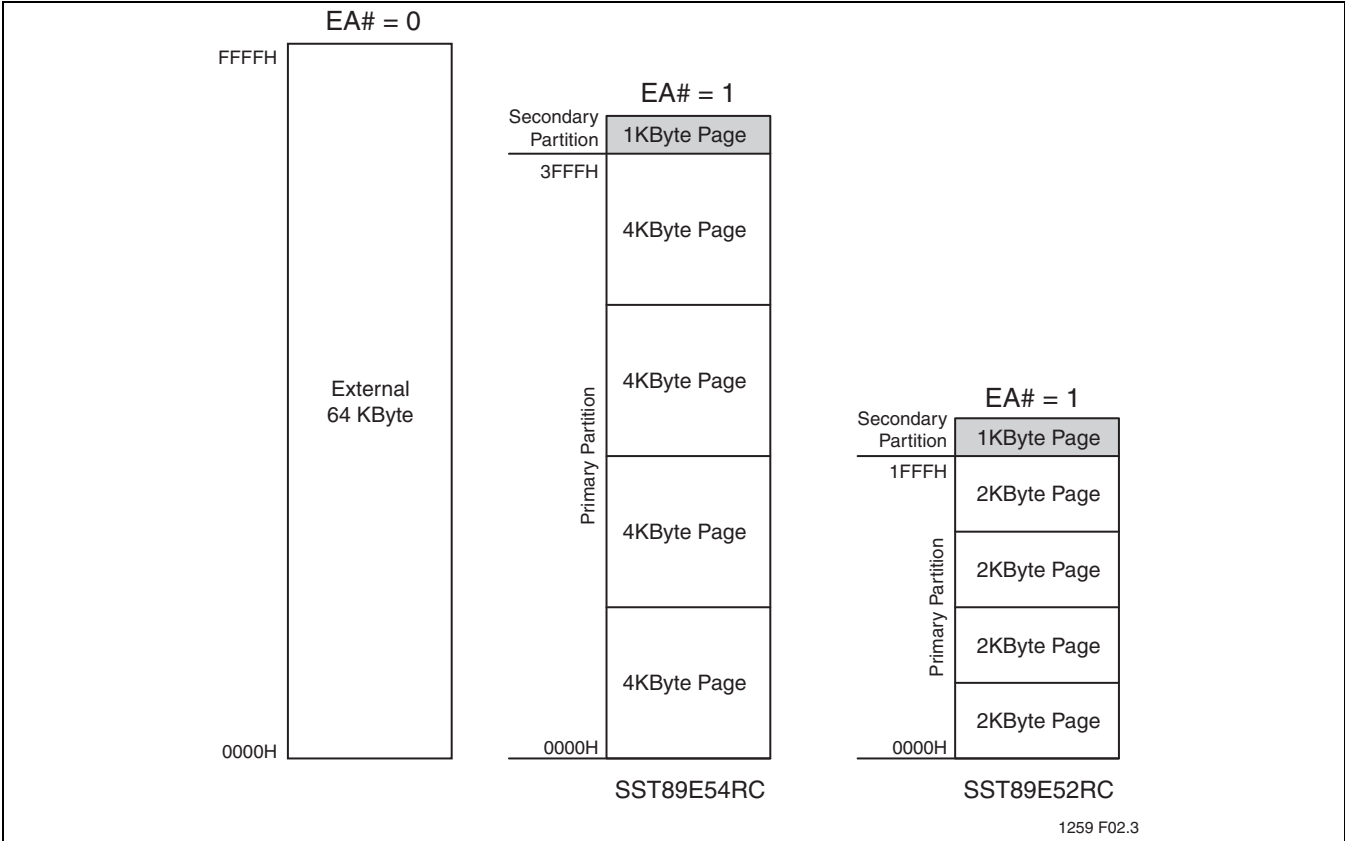 EA# = 0
FFFFH
External
64 KByte
0000H
EA# = 1
Secondary
Partition
1KByte Page
3FFFH
4KByte Page
4KByte Page
Primary Partition
4KByte Page
4KByte Page
0000H
SST89E54RC
EA# = 1
Secondary
Partition
1KByte Page
1FFFH
2KByte Page
2KByte Page
Primary Partition
2KByte Page
2KByte Page
0000H
SST89E52RC
1259 F02.3